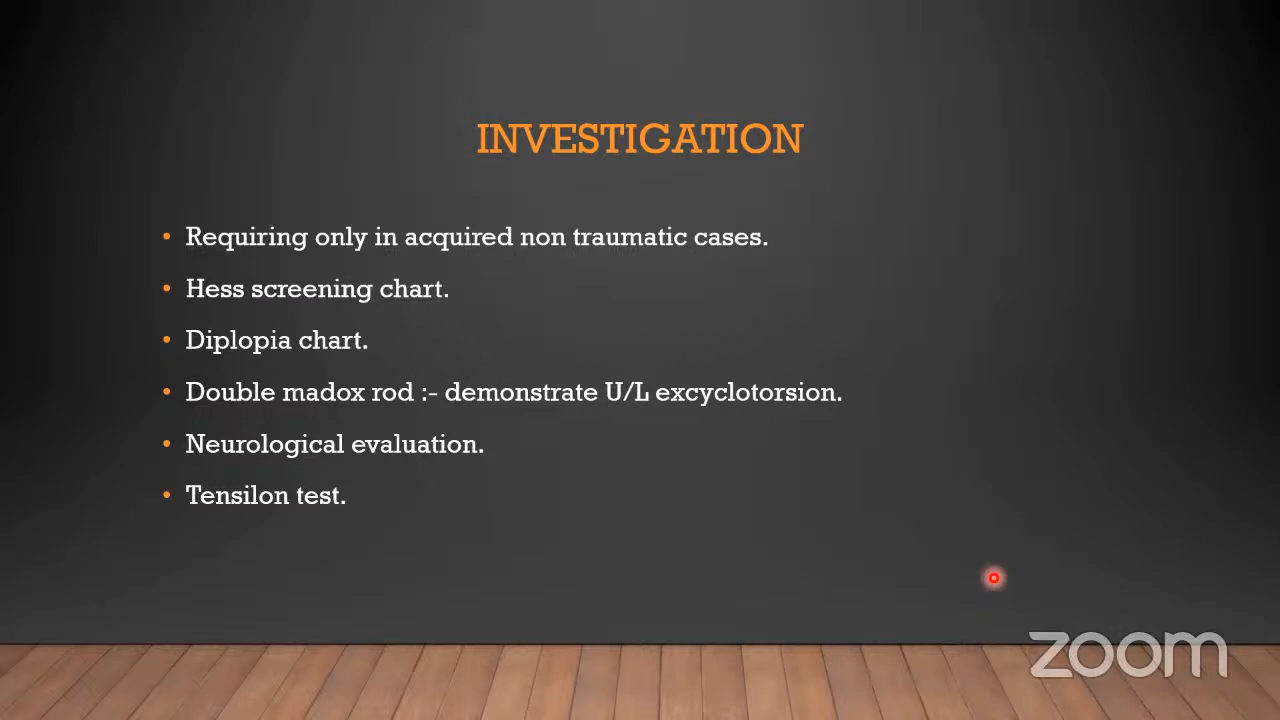 INVESTIGATION
• Requiring only in acquired non traumatic cases.
• Hess screening chart.
• Diplopia chart.
• Double madox rod :- demonstrate U/L excyclotorsion.
• Neurological evaluation.
• Tensilon test.
zoom